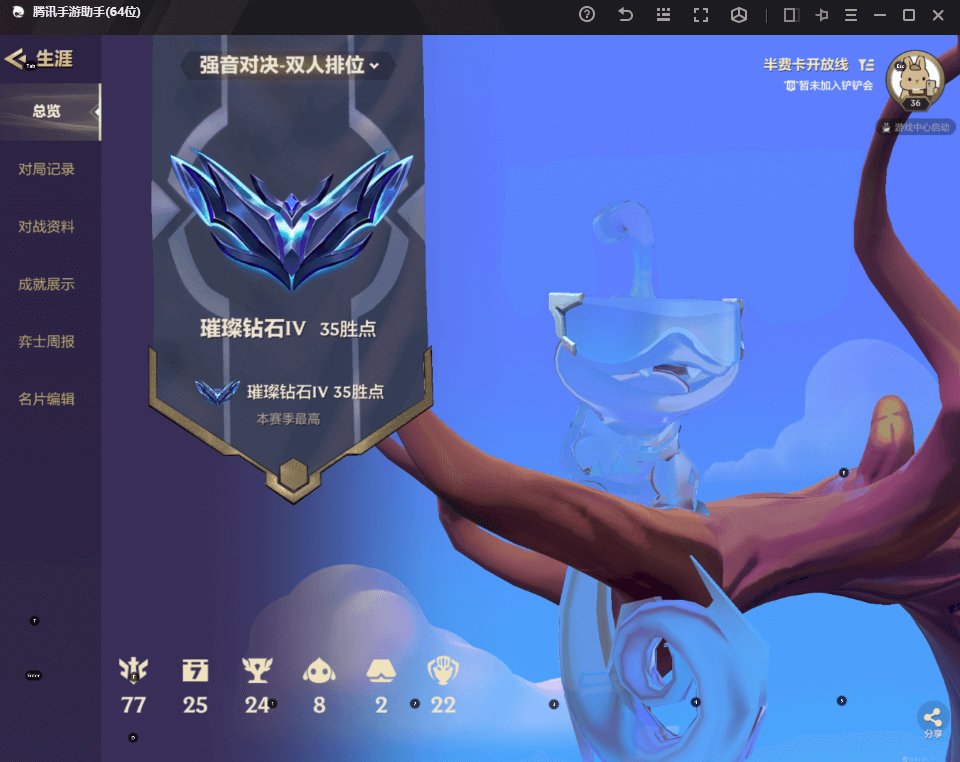 腾讯手游助手(64位)
生涯
Tab
总览
对局记录
对战资料
成就展示
弈士周报
名片编辑
强音对决-双人排位
璀璨钻石IV 35胜点
璀璨钻石IV 35胜点
本赛季最高
半费卡开放线
暂未加入铲铲会
Esc
36
游戏中心启动
Enter
77
25
24
8
2
22
分享